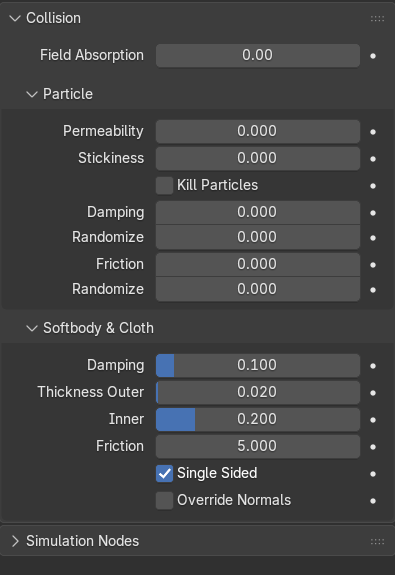 Collision
Field Absorption 0.00
Particle
Permeability 0.000
Stickiness 0.000
Kill Particles
Damping 0.000
Randomize 0.000
Friction 0.000
Randomize 0.000
Softbody & Cloth
Damping 0.100
Thickness Outer 0.020
Inner 0.200
Friction 5.000
Single Sided
Override Normals
Simulation Nodes